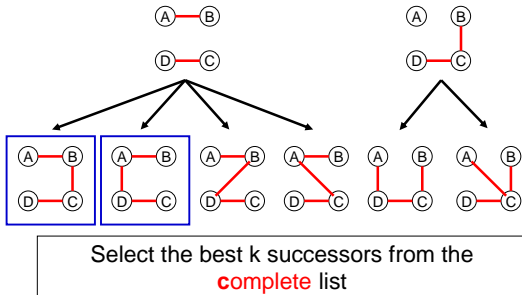 A B A B
D C D C
A B A B A B A B A B A B
D C D C D C D C D C D C
Select the best k successors from the
complete list